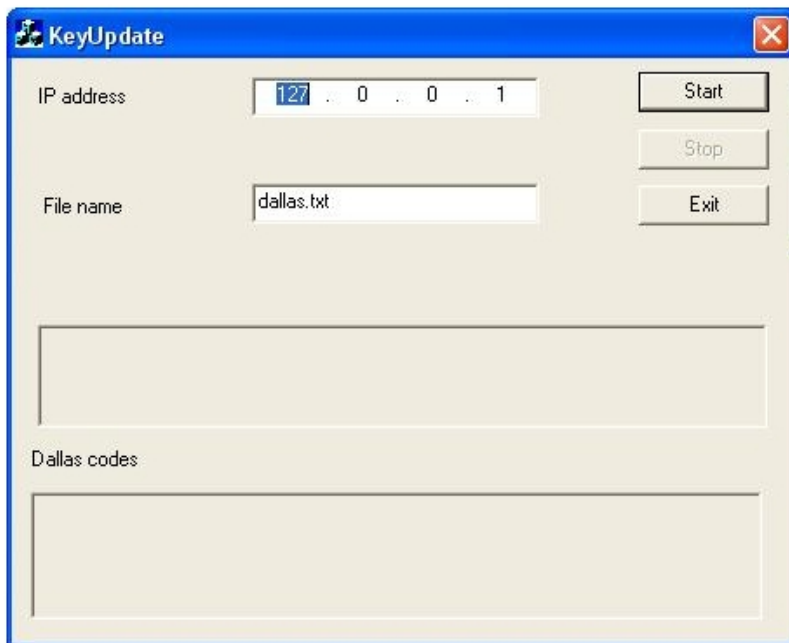 KeyUpdate
IP address
127 . 0 . 0 . 1
Start
Stop
File name
dallas.txt
Exit
Dallas codes